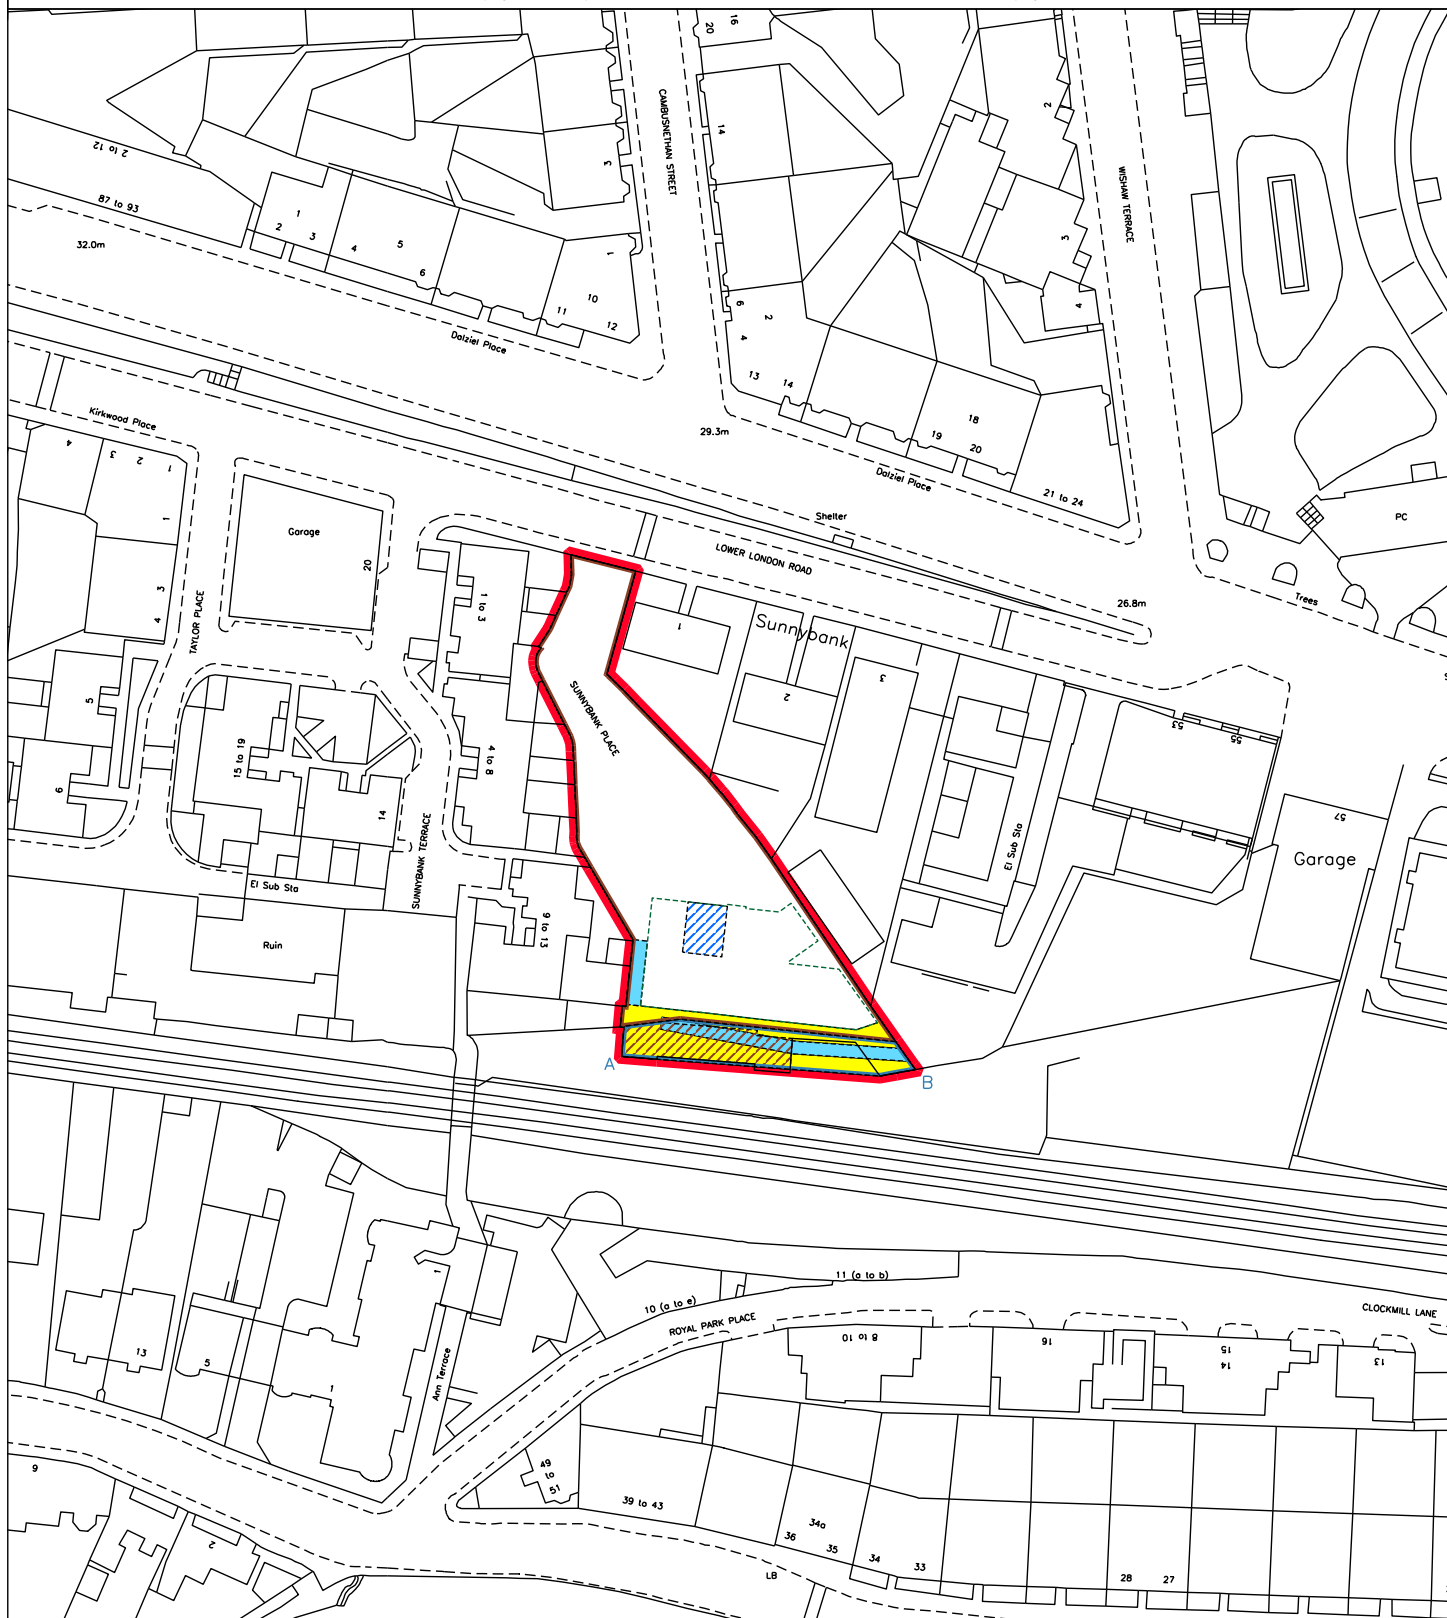 16
20
CAMBUSNETHAN STREET
14
3
2
WISHAW TERRACE
2 to 12
87 to 93
32.0m
1
2
3
4
5
6
1
10
11
12
Dalziel Place
6
2
4
13
14
3
4
18
19
20
21 to 24
Dalziel Place
29.3m
Kirkwood Place
4
3
2
1
1
3
4
Garage
20
TAYLOR PLACE
Shelter
LOWER LONDON ROAD
26.8m
PC
Trees
1 to 3
1
Sunnybank
2
3
SUNNYBANK PLACE
53
55
57
Garage
5
6
15 to 19
14
4 to 8
SUNNYBANK TERRACE
El Sub Sta
El Sub Sta
Ruin
9 to 13
A
B
11 (a to b)
10 (a to e)
ROYAL PARK PLACE
CLOCKMILL LANE
8 to 10
16
15
14
13
13
5
1
1
Ann Terrace
9
2
49
to
51
39 to 43
34a
36
35
34
33
28
27
LB